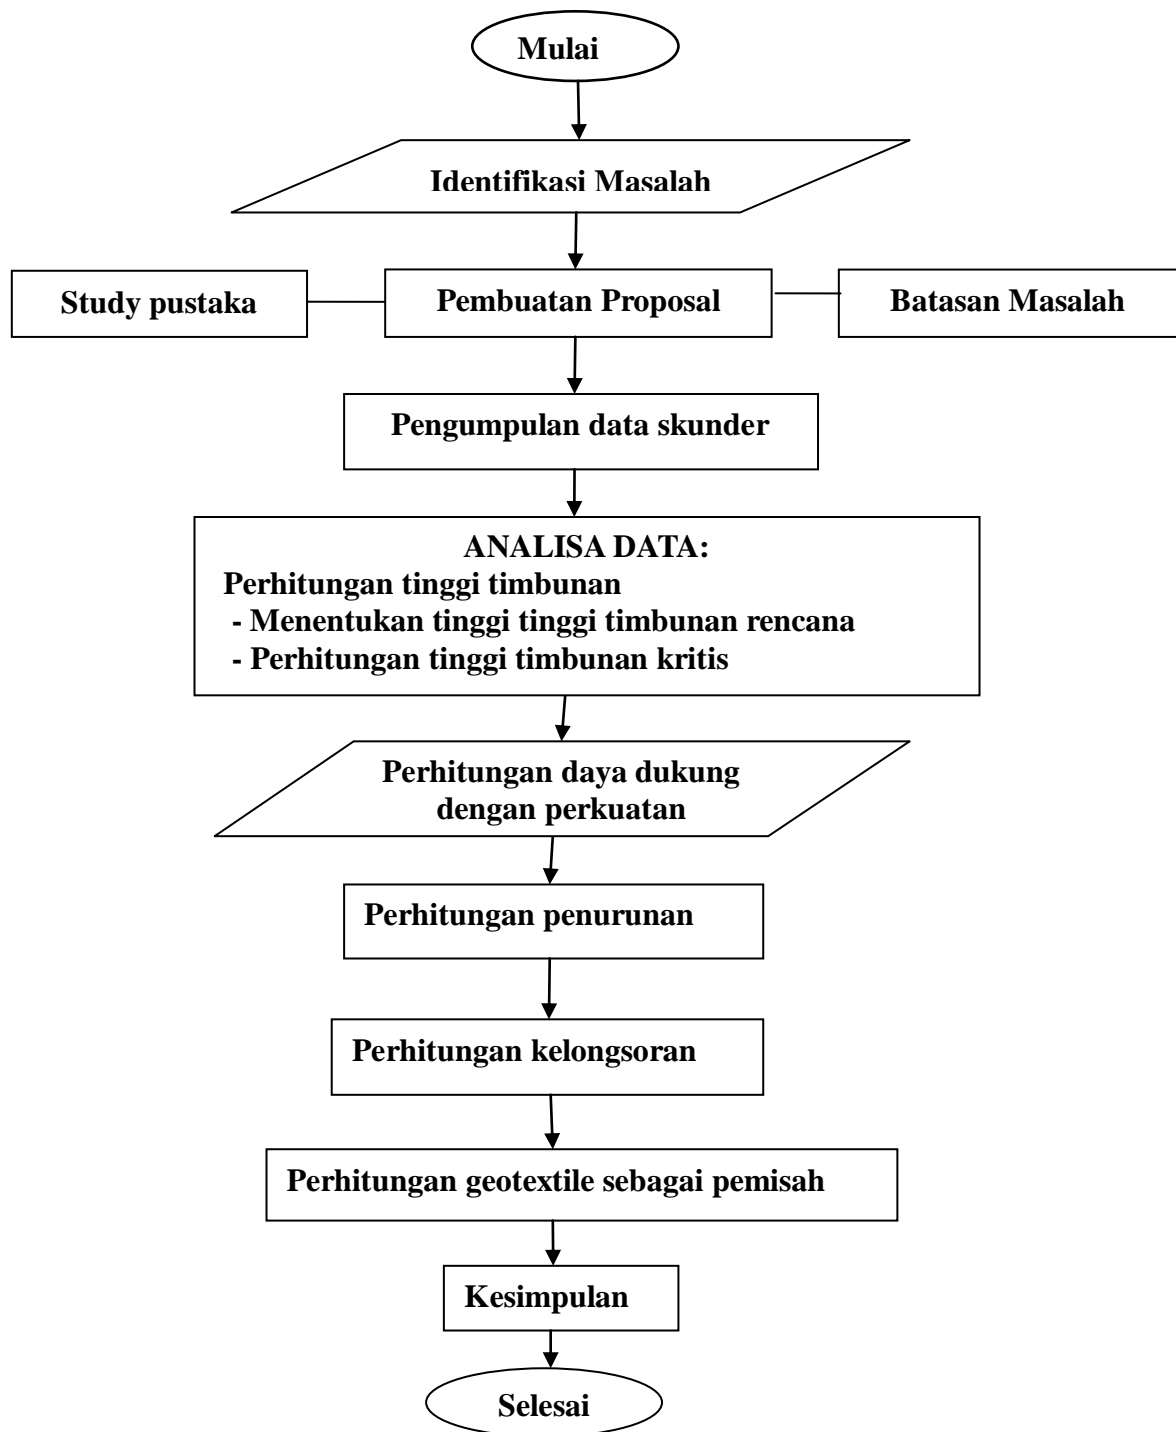 Mulai
Identifikasi Masalah
Study pustaka
Pembuatan Proposal
Batasan Masalah
Pengumpulan data skunder
ANALISA DATA:
Perhitungan tinggi timbunan
- Menentukan tinggi tinggi timbunan rencana
- Perhitungan tinggi timbunan kritis
Perhitungan daya dukung
dengan perkuatan
Perhitungan penurunan
Perhitungan kelongsoran
Perhitungan geotextile sebagai pemisah
Kesimpulan
Selesai